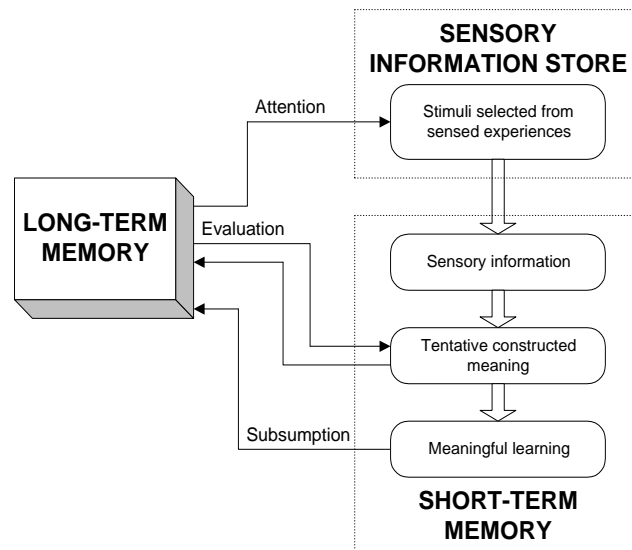 SENSORY
INFORMATION STORE
Attention
Stimuli selected from
sensed experiences
LONG-TERM
MEMORY
Evaluation
Sensory information
Tentative constructed
meaning
Subsumption
Meaningful learning
SHORT-TERM
MEMORY